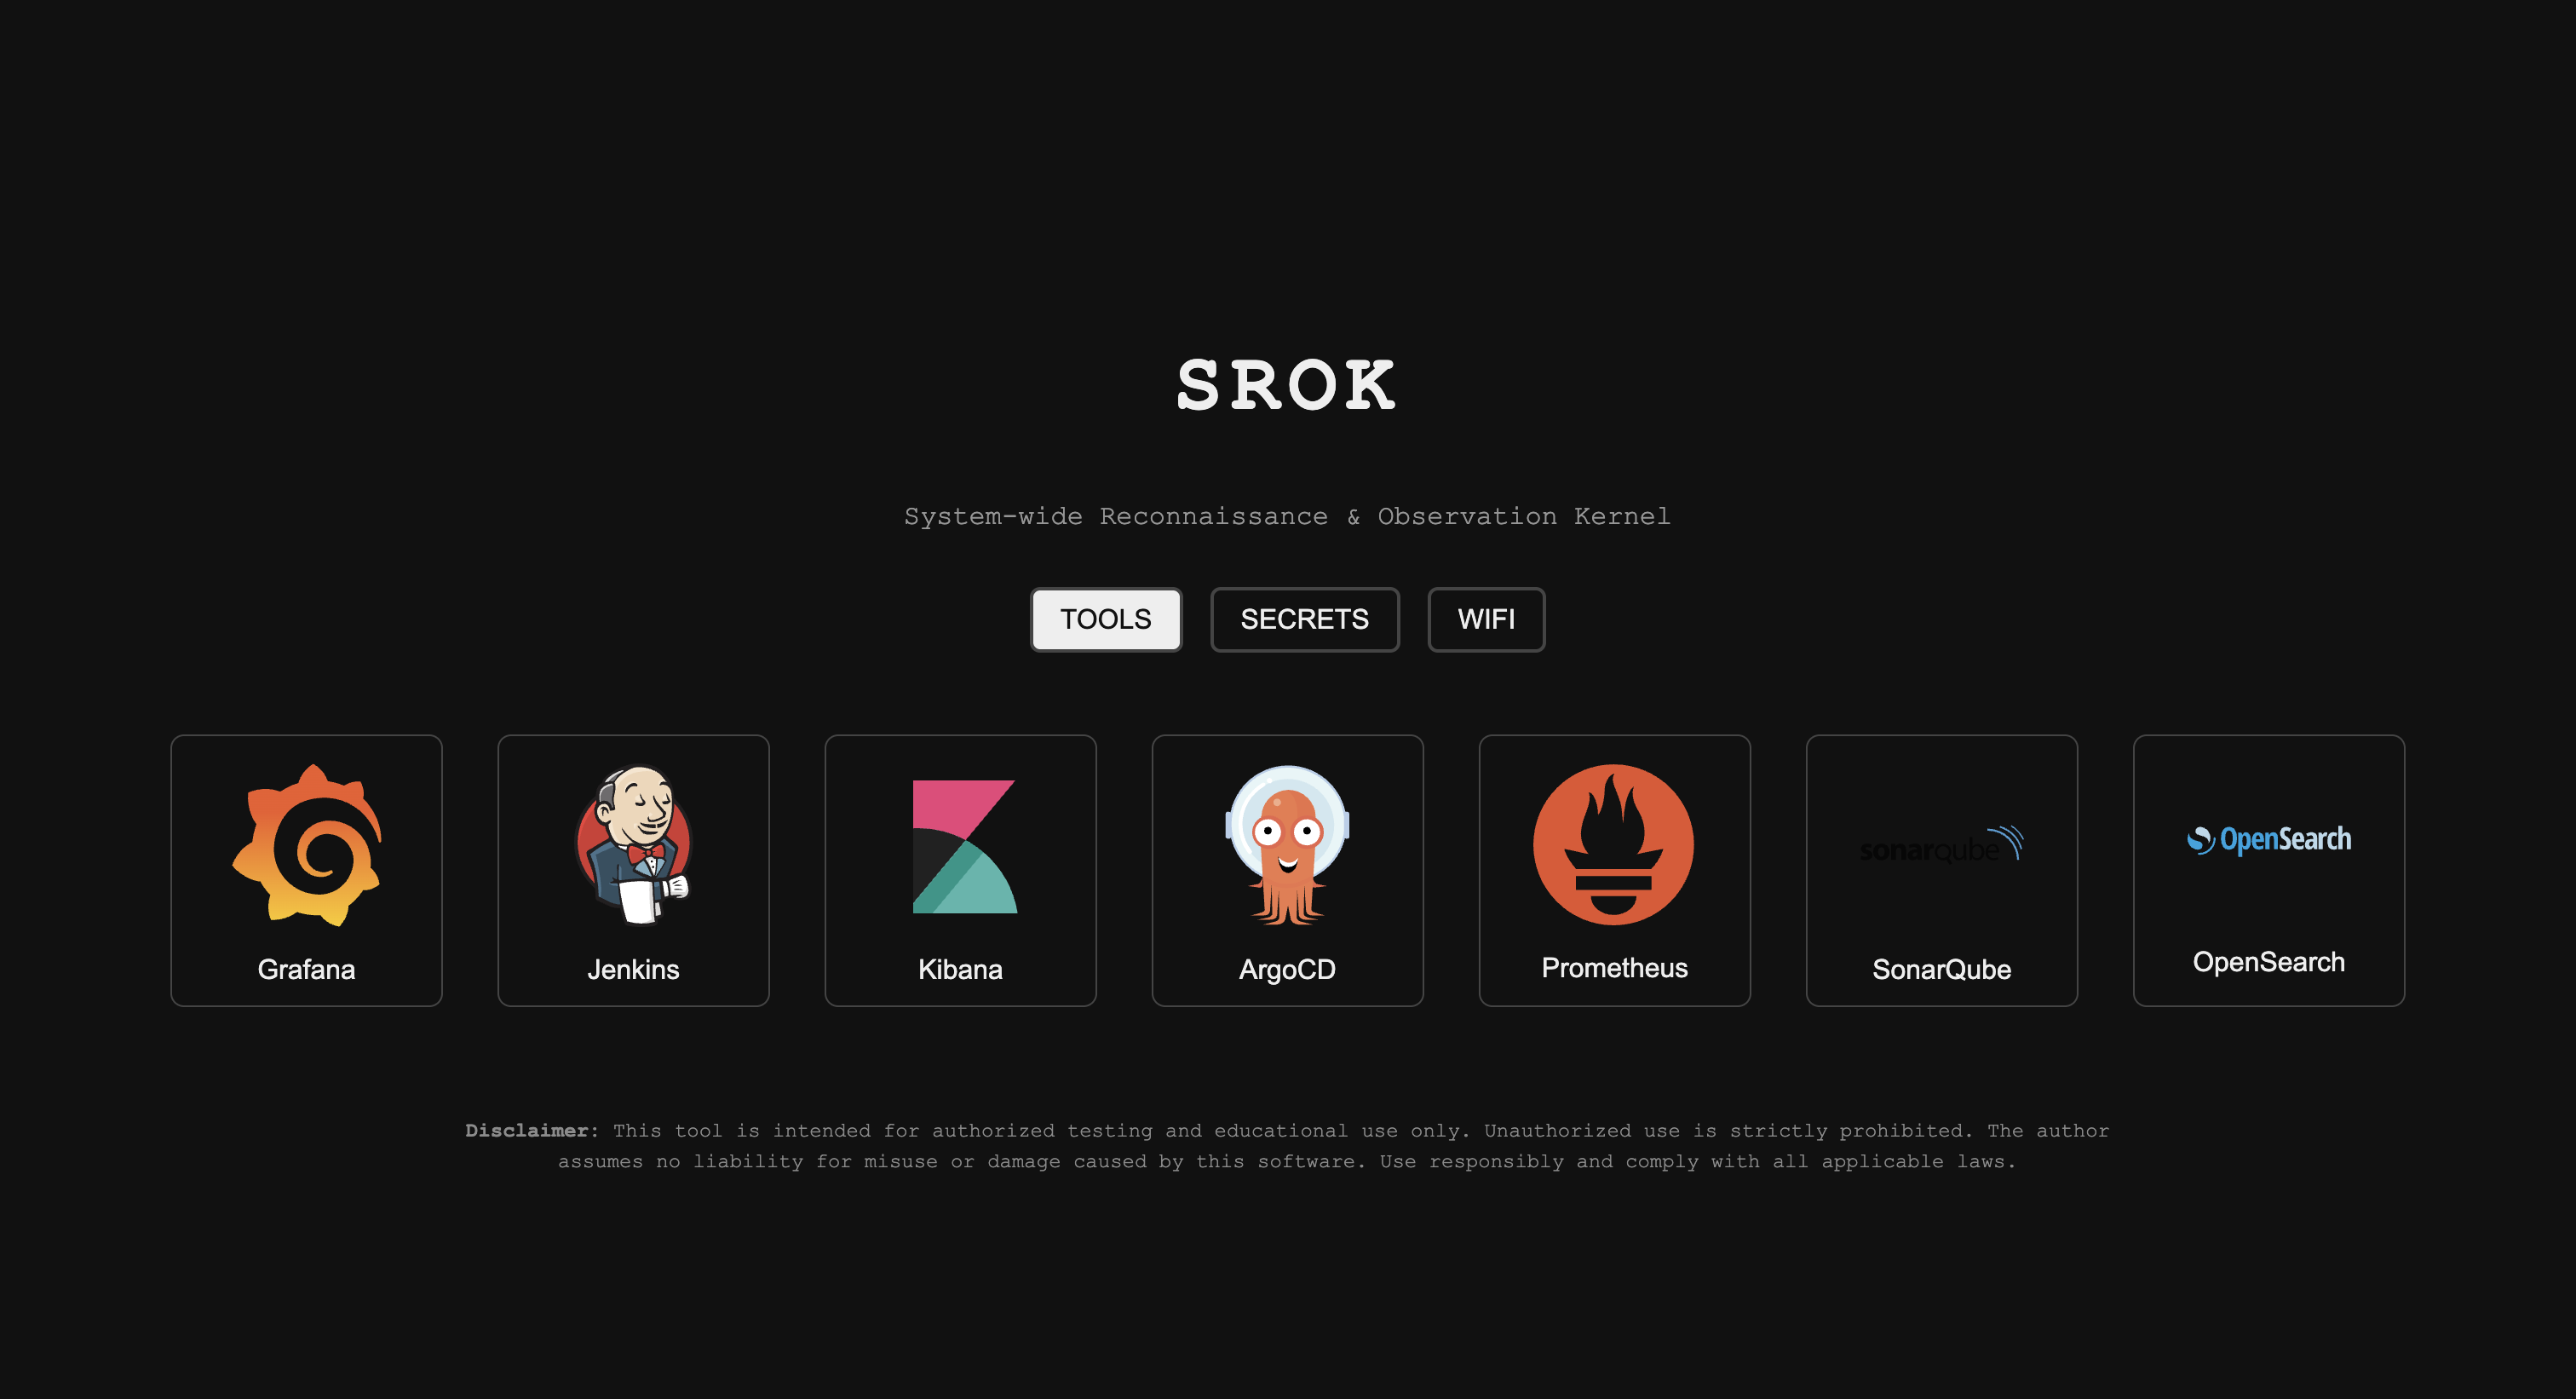 SROK
System-wide Reconnaissance & Observation Kernel
TOOLS SECRETS WIFI
sonarqube OpenSearch
Grafana Jenkins Kibana ArgoCD Prometheus SonarQube OpenSearch
Disclaimer: This tool is intended for authorized testing and educational use only. Unauthorized use is strictly prohibited. The author
assumes no liability for misuse or damage caused by this software. Use responsibly and comply with all applicable laws.